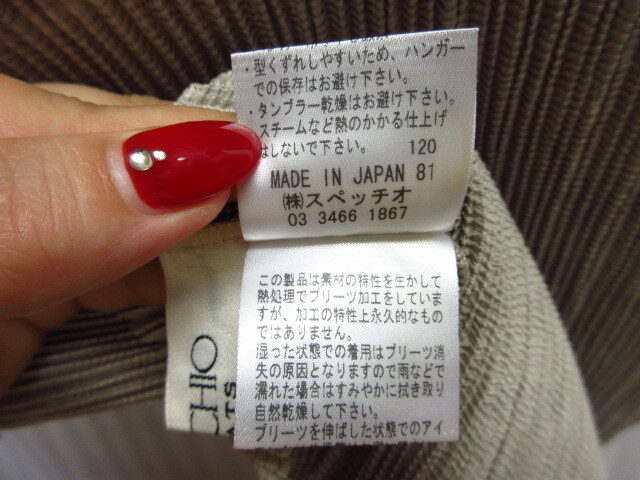 ・型くずれしやすいため、ハンガー
での保存はお避け下さい。
・タンブラー乾燥はお避け下さい。
スチームなど熱のかかる仕上げ
はしないで下さい。 120
MADE IN JAPAN 81
㈱スペッチオ
03 3466 1867
この製品は素材の特性を生かして
熱処理でプリーツ加工をしていま
すが、加工の特性上永久的なもの
ではありません。
湿った状態での着用はプリーツ消
失の原因となりますので雨などで
濡れた場合はすみやかに拭き取り
自然乾燥して下さい。
プリーツを伸ばした状態でのアイ
CHIO
ATS